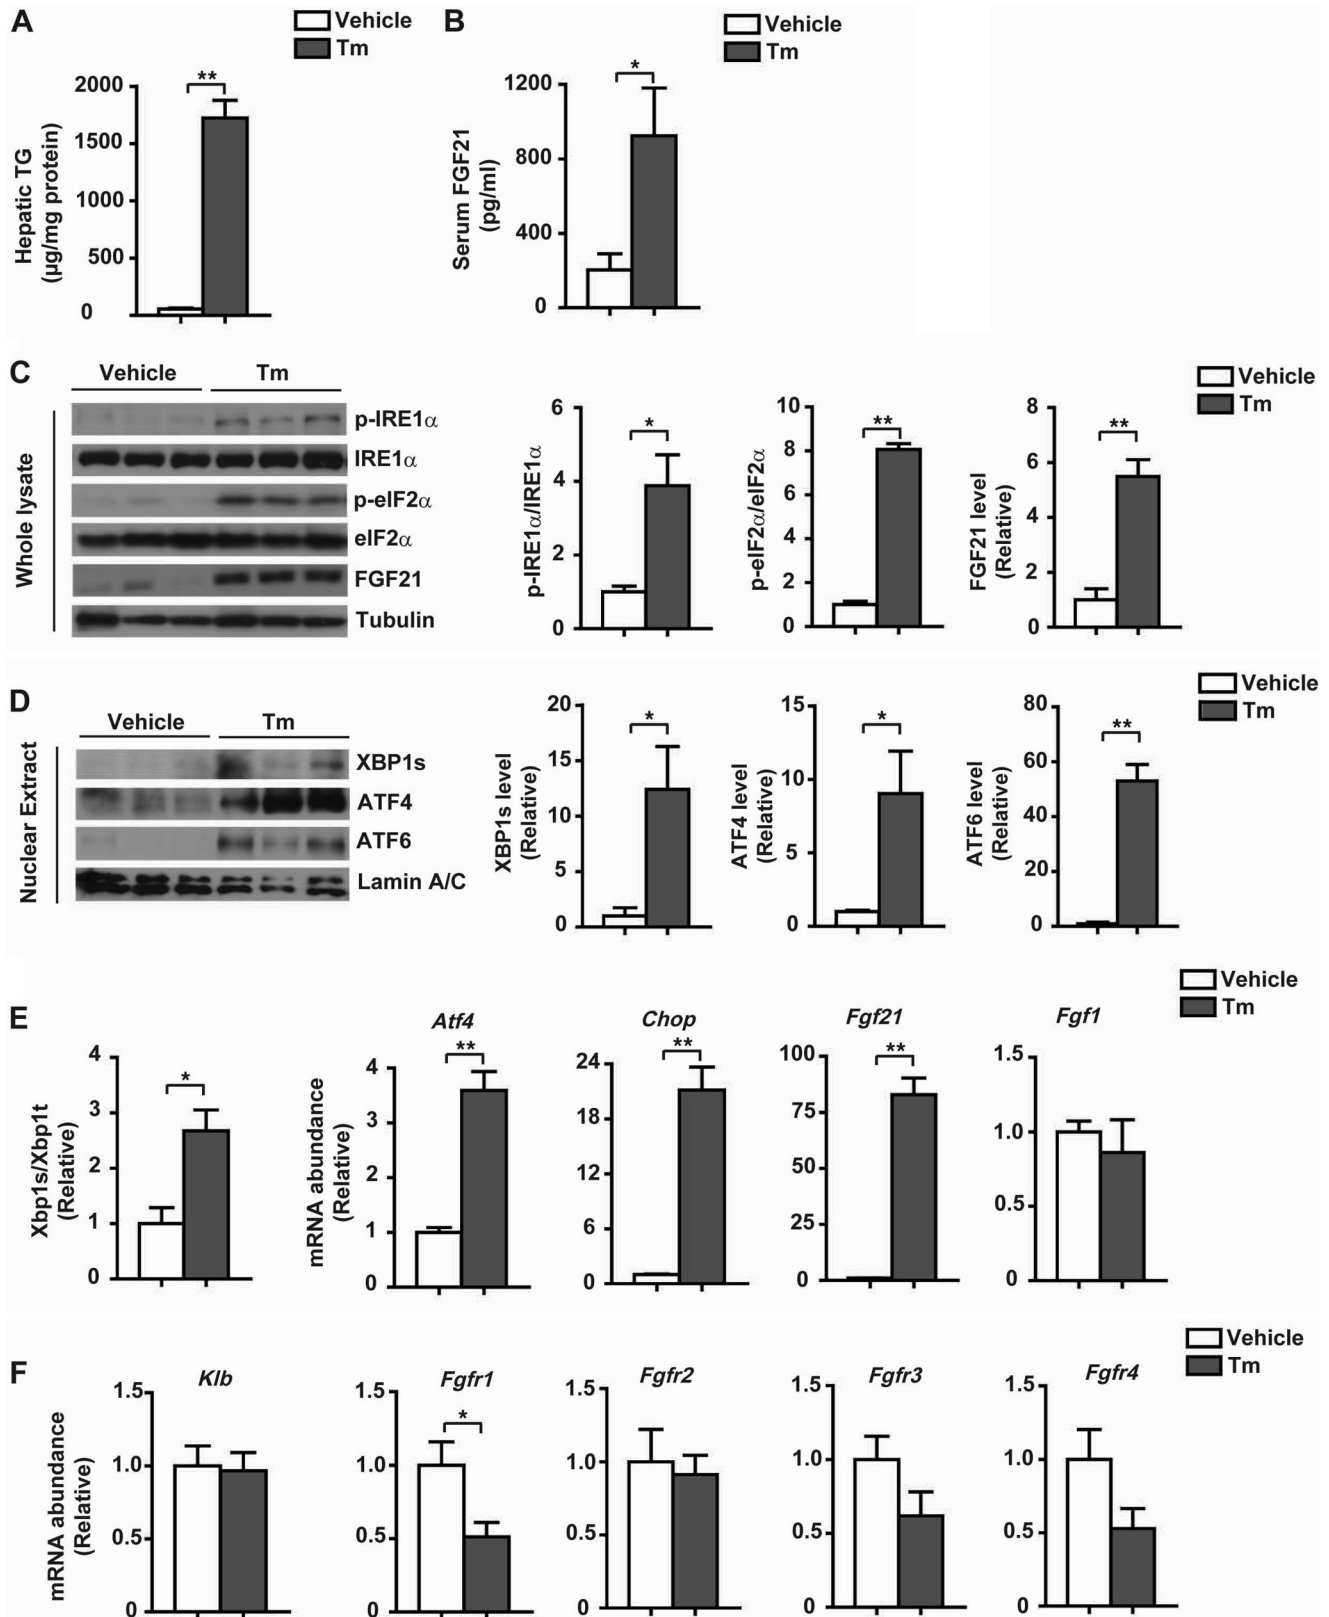 A
Vehicle
Tm
B
Vehicle
Tm
**
2000
1500
1000
500
0
Hepatic TG
(µg/mg protein)
*
1200
800
400
0
Serum FGF21
(pg/ml)
C
Vehicle
Tm
Whole lysate
p-IRE1α
IRE1α
p-eIF2α
eIF2α
FGF21
Tubulin
Vehicle
Tm
*
6
4
2
0
p-IRE1α/IRE1α
**
10
8
6
4
2
0
p-eIF2α/eIF2α
**
8
6
4
2
0
FGF21 level
(Relative)
D
Vehicle
Tm
Nuclear Extract
XBP1s
ATF4
ATF6
Lamin A/C
Vehicle
Tm
*
20
15
10
5
0
XBP1s level
(Relative)
*
15
10
5
0
ATF4 level
(Relative)
**
80
60
40
20
0
ATF6 level
(Relative)
E
Vehicle
Tm
*
4
3
2
1
0
Xbp1s/Xbp1t
(Relative)
Atf4
**
4
3
2
1
0
mRNA abundance
(Relative)
Chop
**
24
18
12
6
0
Fgf21
**
100
75
50
25
0
Fgf1
1.5
1.0
0.5
0
F
Vehicle
Tm
Klb
1.5
1.0
0.5
0
mRNA abundance
(Relative)
Fgfr1
*
1.5
1.0
0.5
0
Fgfr2
1.5
1.0
0.5
0
Fgfr3
1.5
1.0
0.5
0
Fgfr4
1.5
1.0
0.5
0